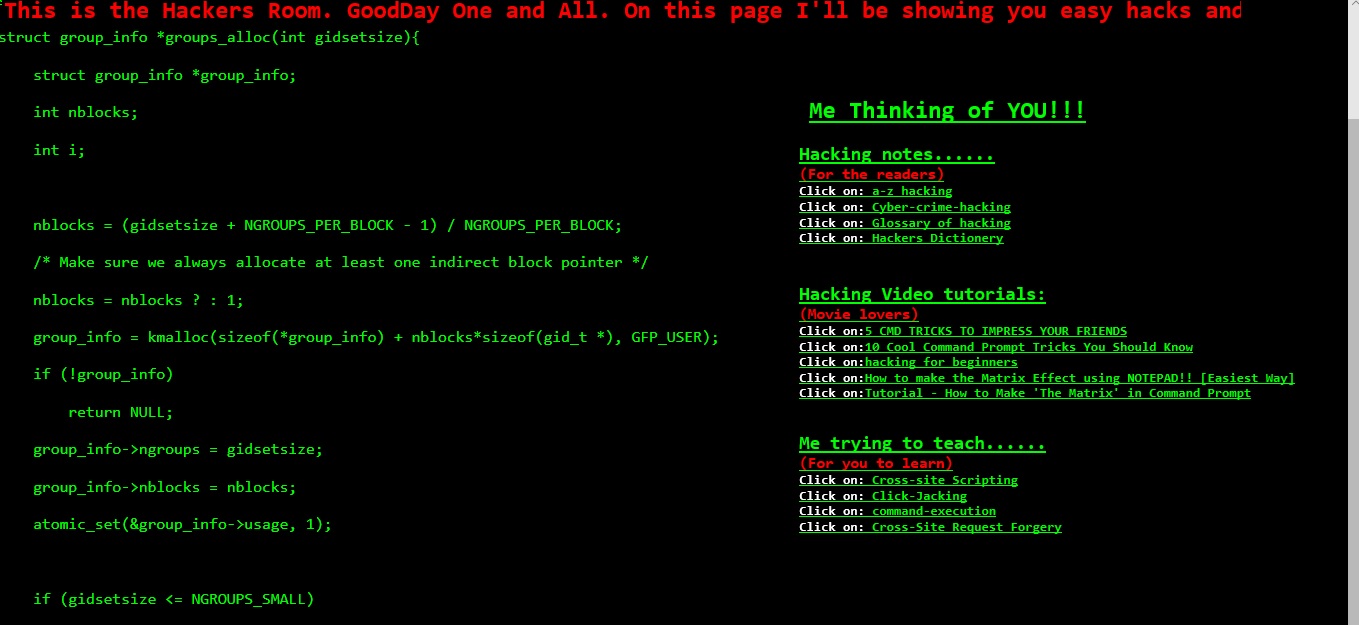 This is the Hackers Room. GoodDay One and All. On this page I'll be showing you easy hacks and
struct group_info *groups_alloc(int gidsetsize){
struct group_info *group_info;
int nblocks;
int i;
nblocks = (gidsetsize + NGROUPS_PER_BLOCK - 1) / NGROUPS_PER_BLOCK;
/* Make sure we always allocate at least one indirect block pointer */
nblocks = nblocks ? : 1;
group_info = kmalloc(sizeof(*group_info) + nblocks*sizeof(gid_t *), GFP_USER);
if (!group_info)
return NULL;
group_info->ngroups = gidsetsize;
group_info->nblocks = nblocks;
atomic_set(&group_info->usage, 1);
if (gidsetsize <= NGROUPS_SMALL)
Me Thinking of YOU!!!
Hacking notes......
(For the readers)
Click on: a-z hacking
Click on: Cyber-crime-hacking
Click on: Glossary of hacking
Click on: Hackers Dictionery
Hacking Video tutorials:
(Movie lovers)
Click on:5 CMD TRICKS TO IMPRESS YOUR FRIENDS
Click on:10 Cool Command Prompt Tricks You Should Know
Click on:hacking for beginners
Click on:How to make the Matrix Effect using NOTEPAD!! [Easiest Way]
Click on:Tutorial - How to Make 'The Matrix' in Command Prompt
Me trying to teach......
(For you to learn)
Click on: Cross-site Scripting
Click on: Click-Jacking
Click on: command-execution
Click on: Cross-Site Request Forgery